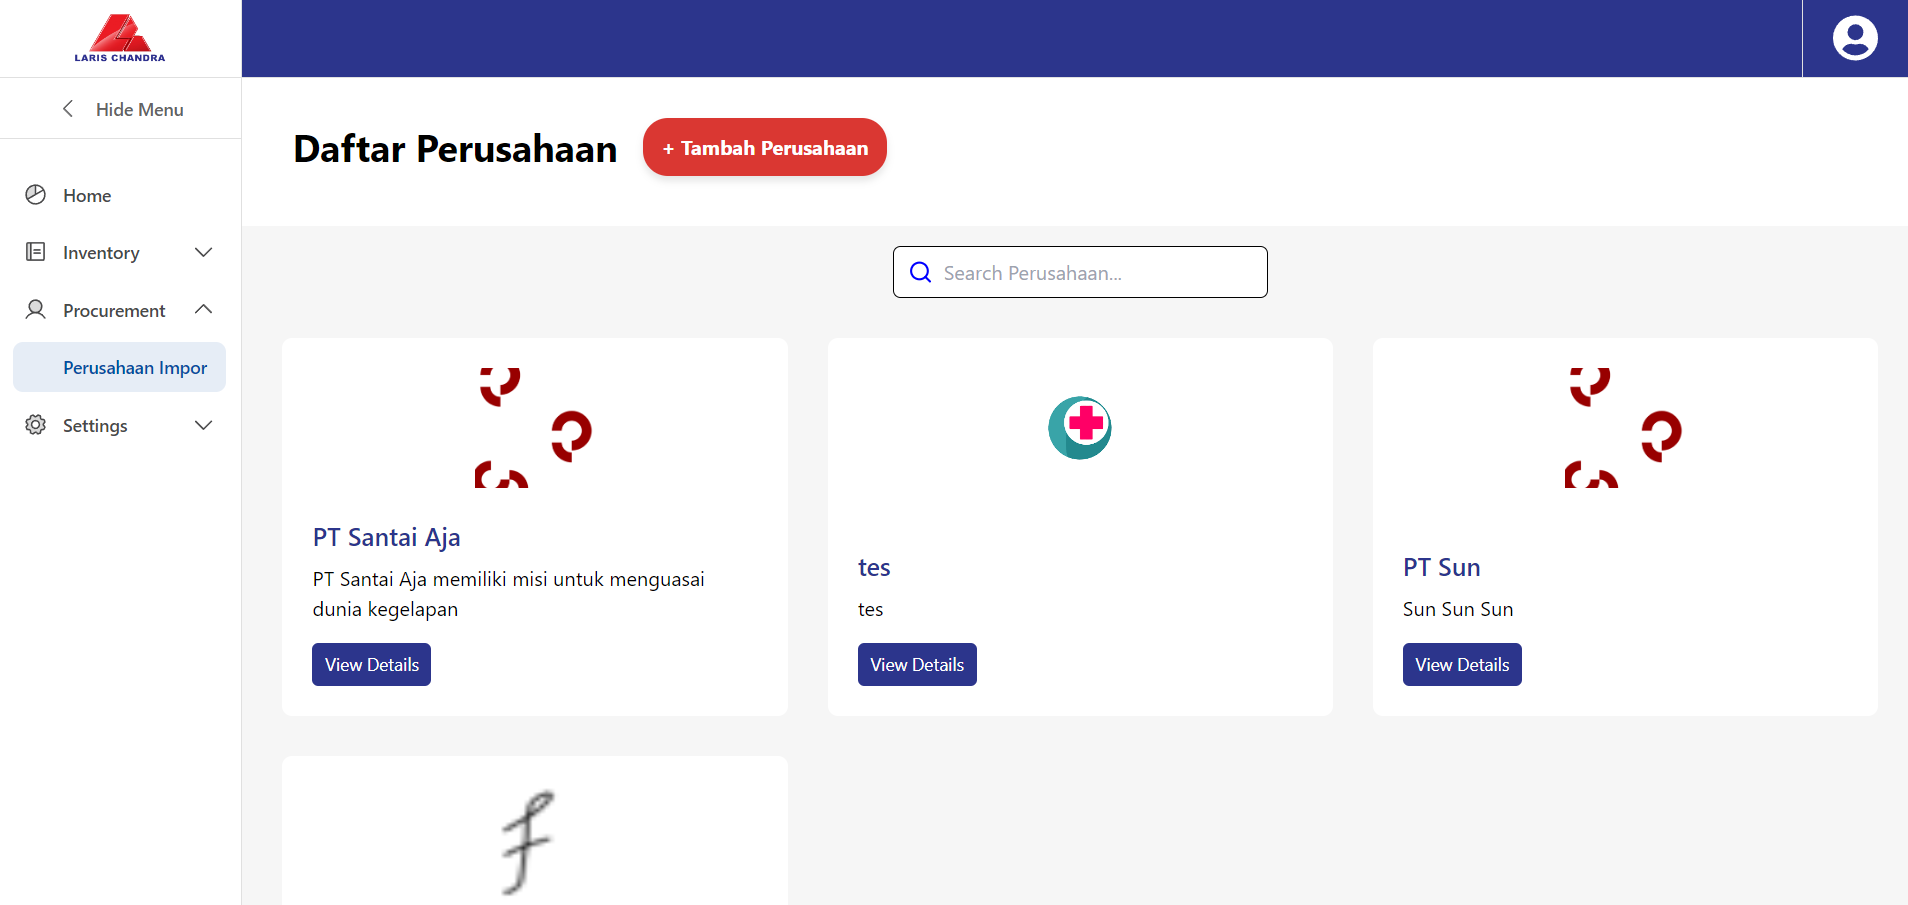 LARIS CHANDRA
Hide Menu
Home
Inventory
Procurement
Perusahaan Impor
Settings
Daftar Perusahaan
+ Tambah Perusahaan
Search Perusahaan...
PT Santai Aja
PT Santai Aja memiliki misi untuk menguasai
dunia kegelapan
View Details
tes
tes
View Details
PT Sun
Sun Sun Sun
View Details